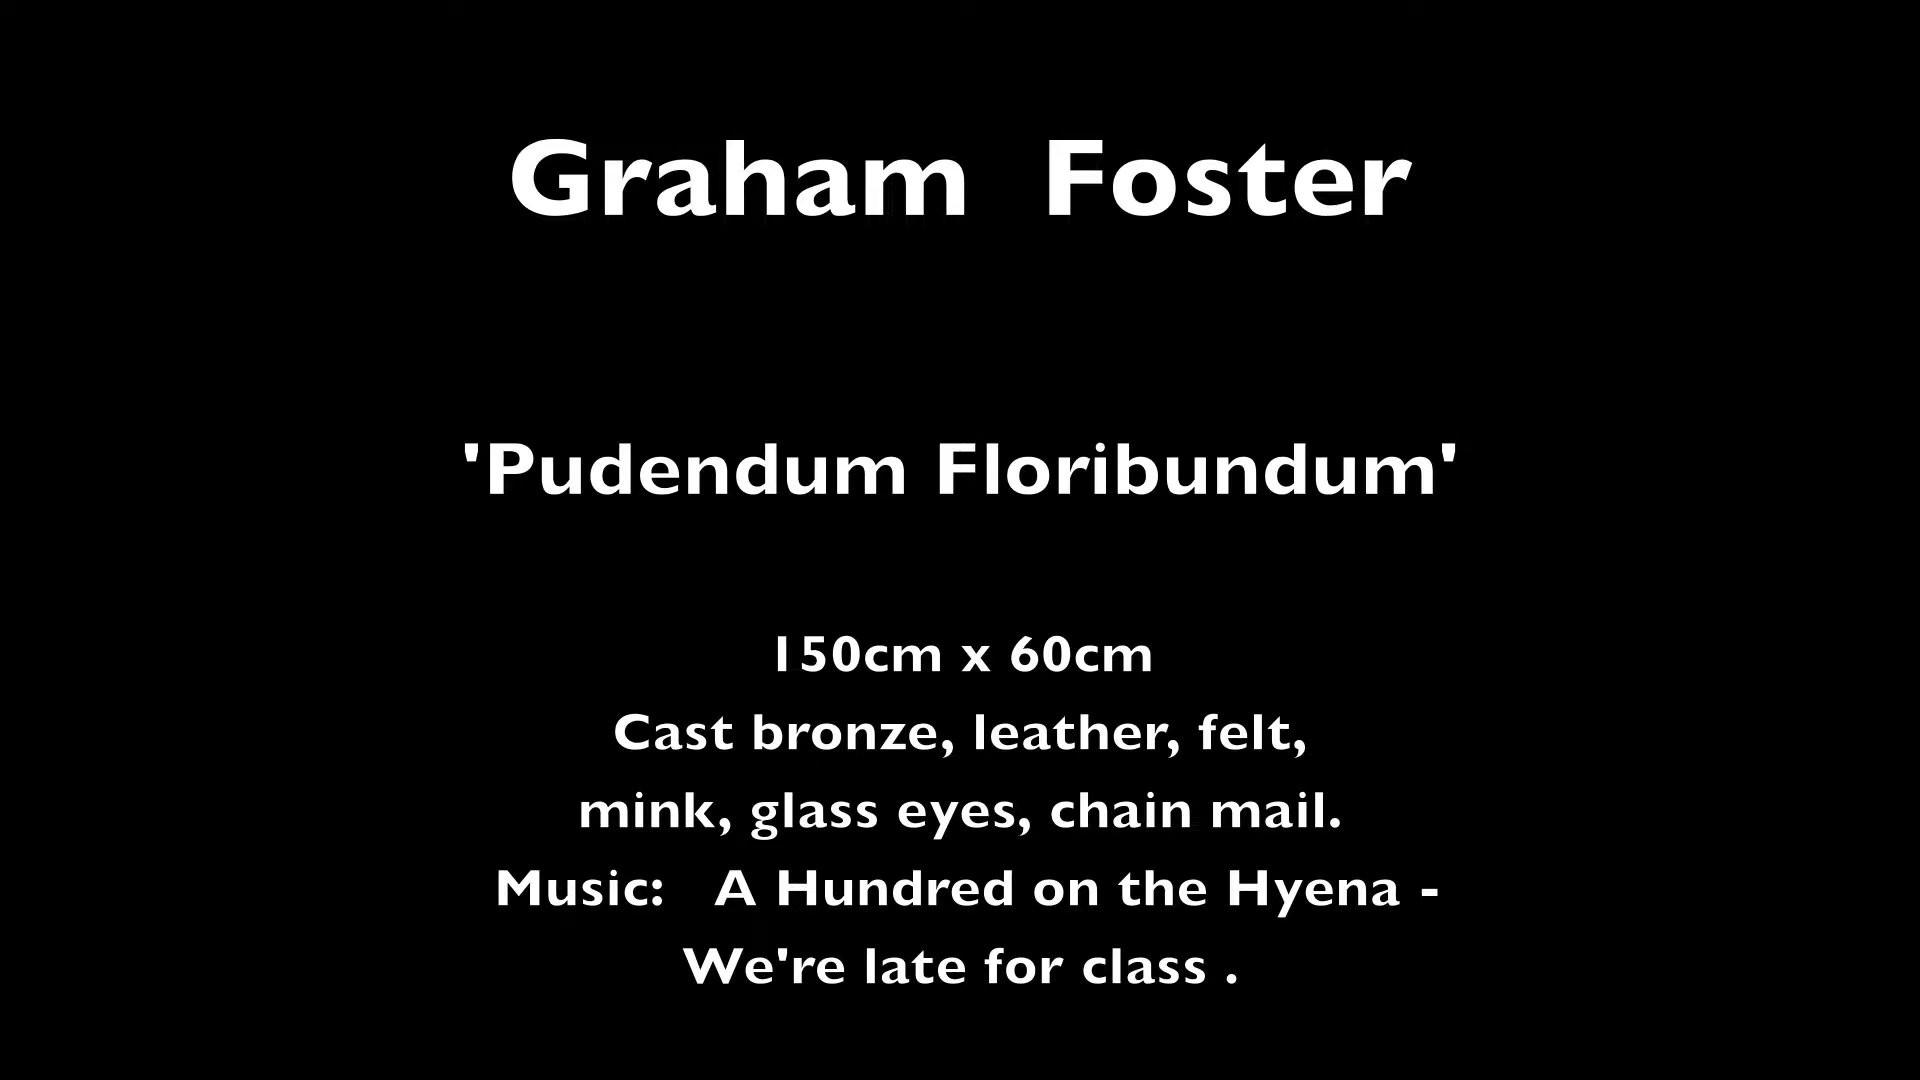 Graham Foster
'Pudendum Floribundum'
150cm x 60cm
Cast bronze, leather, felt,
mink, glass eyes, chain mail.
Music: A Hundred on the Hyena -
We're late for class .